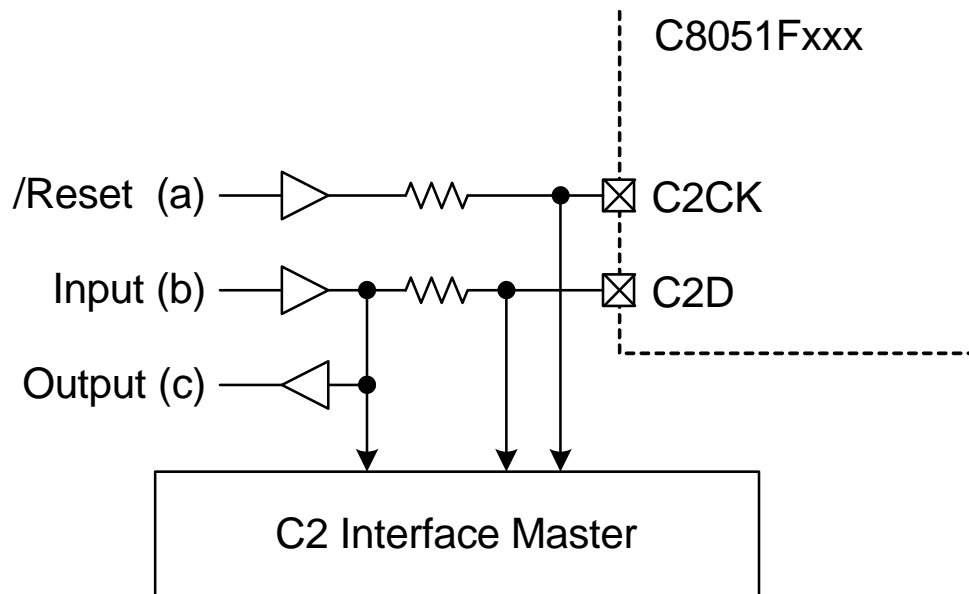 C8051Fxxx
/Reset (a)
C2CK
Input (b)
C2D
Output (c)
C2 Interface Master